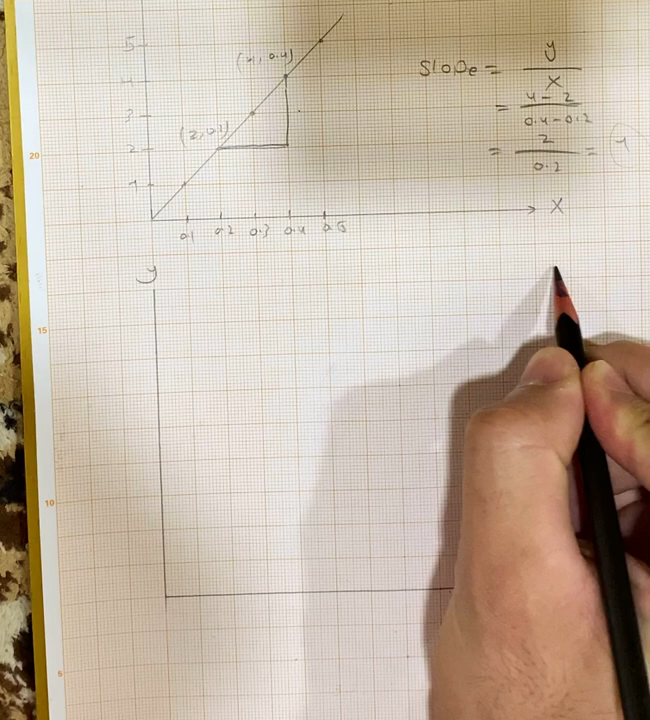 5
(4, 0.4)
4
3
(2, 0.2)
2
1
0.1 0.2 0.3 0.4 0.5
X
Slope = y
X
= 4 - 2
0.4 - 0.2
= 2 =
0.2
y
20
15
10
5